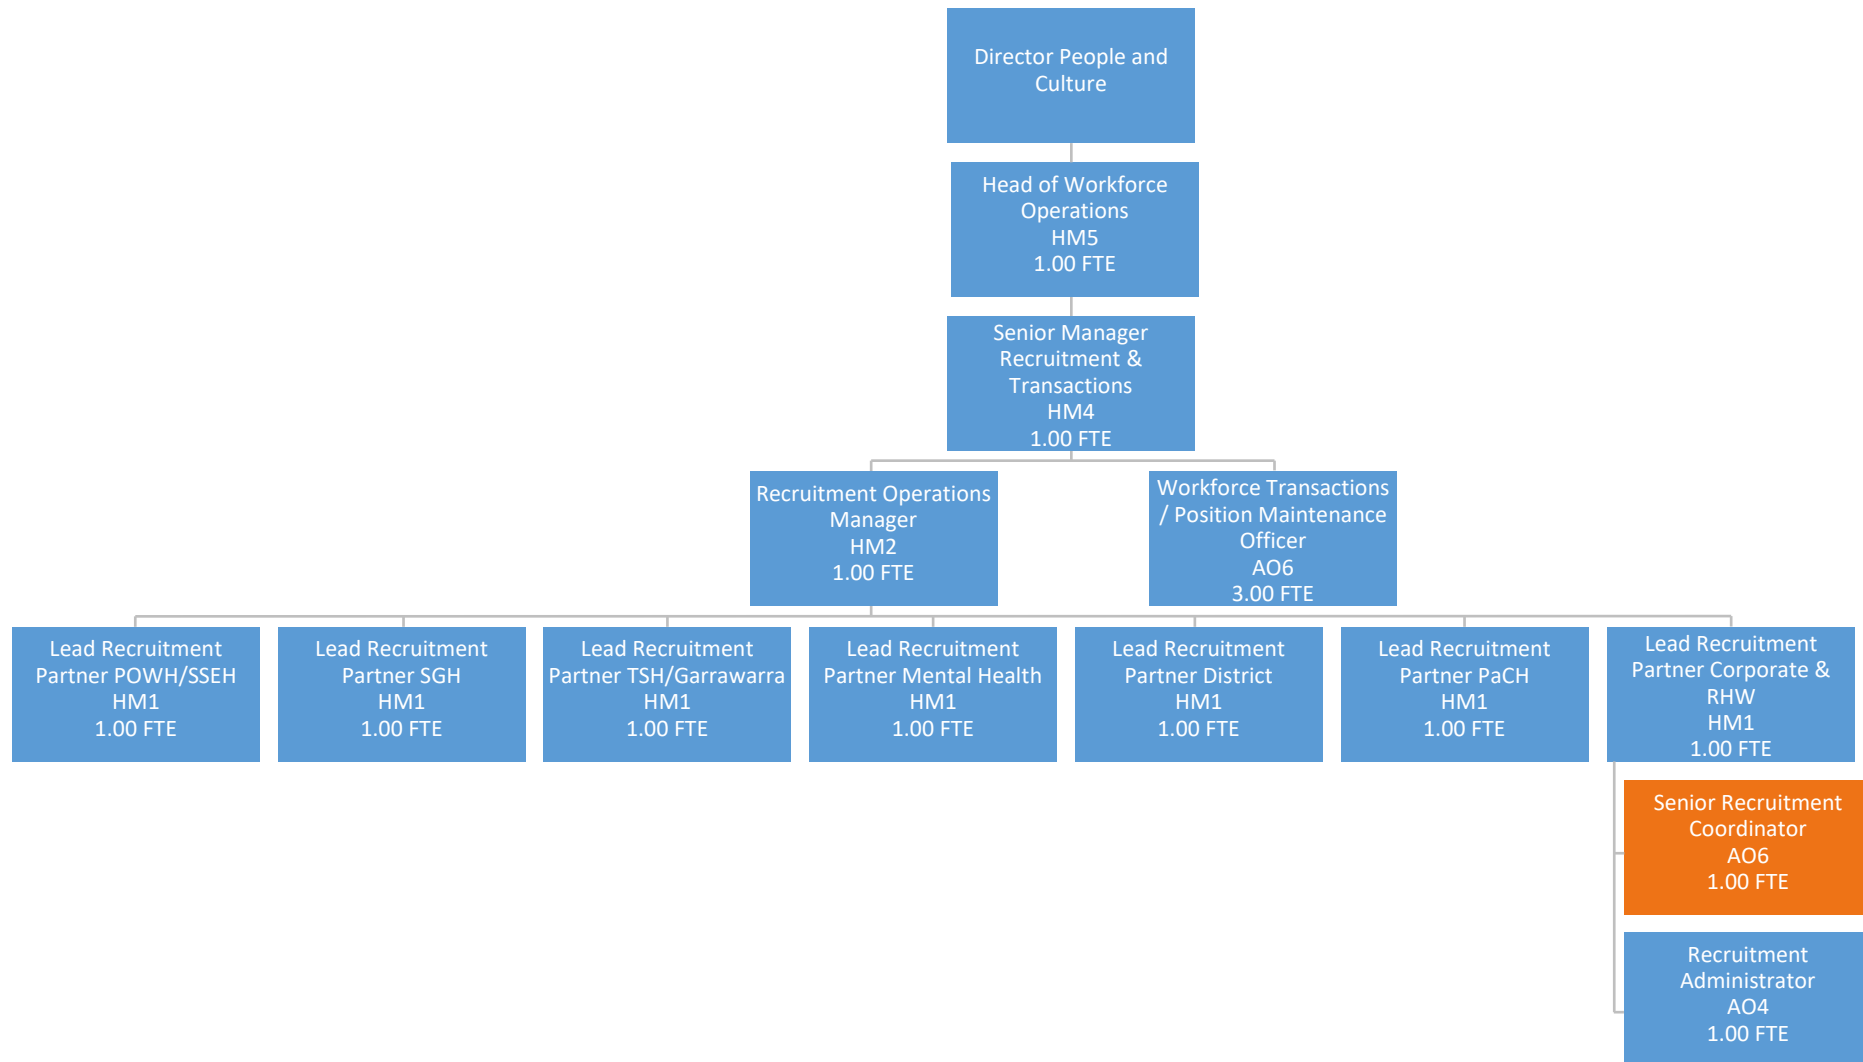 Director People and
Culture
Head of Workforce
Operations
HM5
1.00 FTE
Senior Manager
Recruitment &
Transactions
HM4
1.00 FTE
Recruitment Operations
Manager
HM2
1.00 FTE
Workforce Transactions
/ Position Maintenance
Officer
AO6
3.00 FTE
Lead Recruitment
Partner POWH/SSEH
HM1
1.00 FTE
Lead Recruitment
Partner SGH
HM1
1.00 FTE
Lead Recruitment
Partner TSH/Garrawarra
HM1
1.00 FTE
Lead Recruitment
Partner Mental Health
HM1
1.00 FTE
Lead Recruitment
Partner District
HM1
1.00 FTE
Lead Recruitment
Partner PaCH
HM1
1.00 FTE
Lead Recruitment
Partner Corporate &
RHW
HM1
1.00 FTE
Senior Recruitment
Coordinator
AO6
1.00 FTE
Recruitment
Administrator
AO4
1.00 FTE